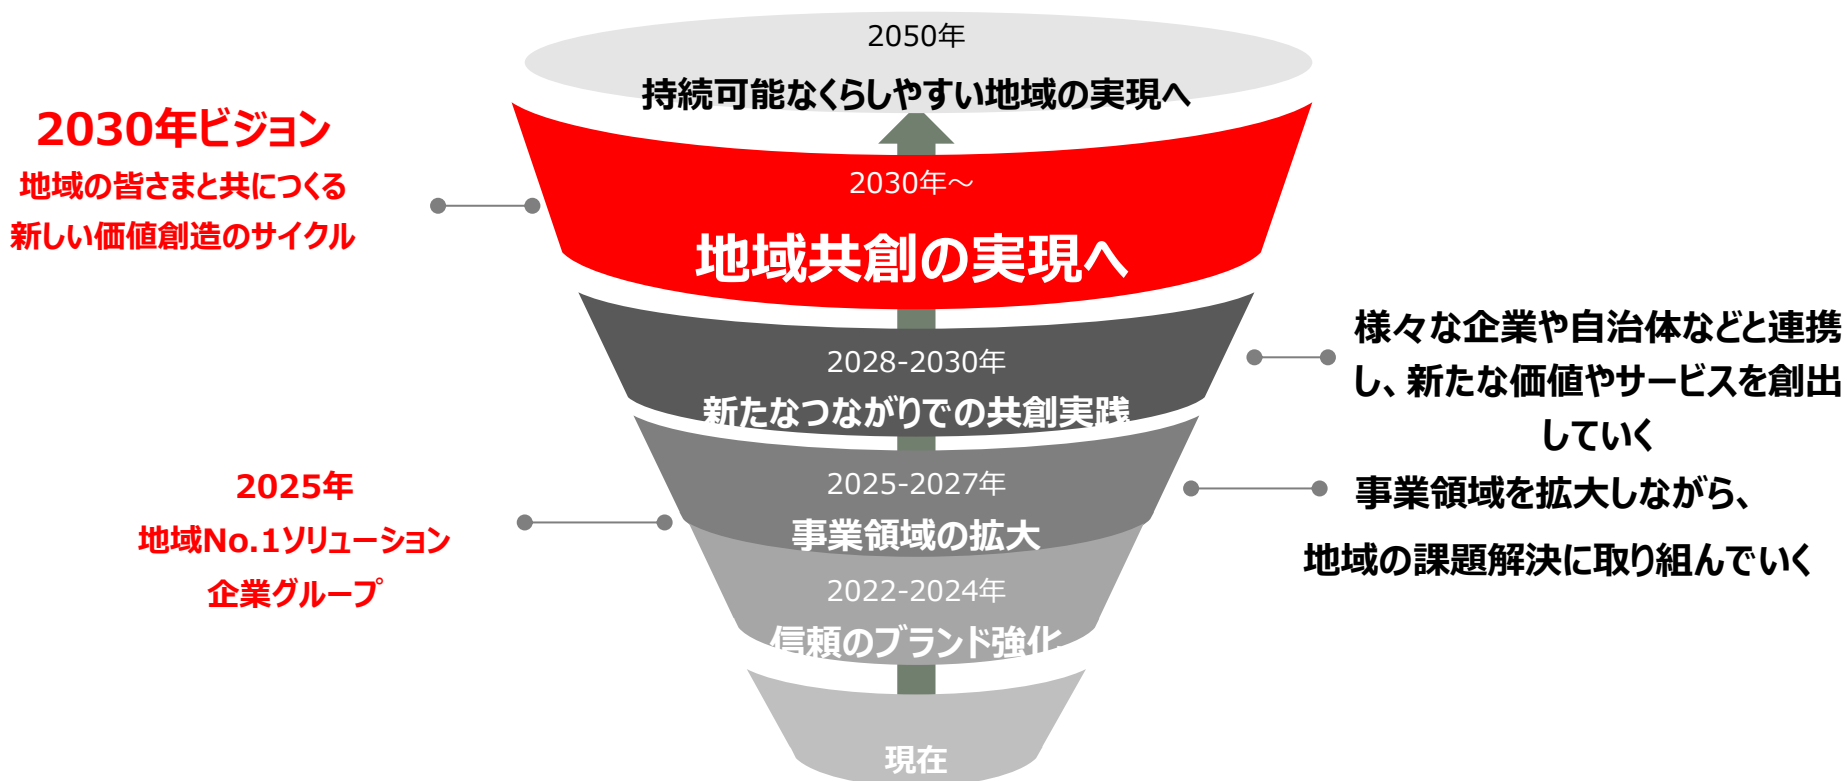 2050年
持続可能なくらしやすい地域の実現へ
2030年ビジョン
地域の皆さまと共につくる
新しい価値創造のサイクル
2030年～
地域共創の実現へ
2028-2030年
新たなつながりでの共創実践
様々な企業や自治体などと連携
し、新たな価値やサービスを創出
していく
2025年
地域No.1ソリューション
企業グループ
2025-2027年
事業領域の拡大
事業領域を拡大しながら、
地域の課題解決に取り組んでいく
2022-2024年
信頼のブランド強化
現在